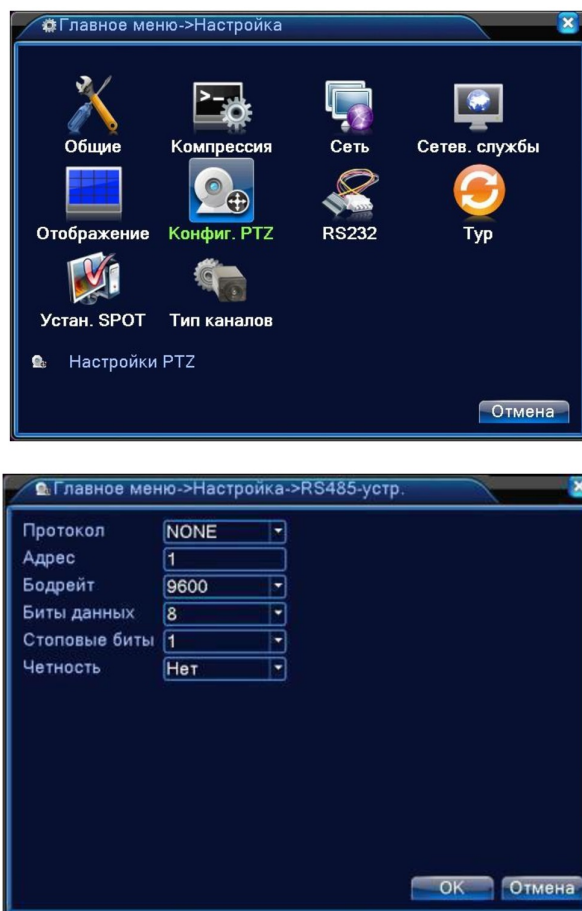 Главное меню->Настройка
Общие Компрессия Сеть Сетев. службы
Отображение Конфиг. PTZ RS232 Тур
Устан. SPOT Тип каналов
Настройки PTZ
Отмена
Главное меню->Настройка->RS485-устр.
Протокол NONE
Адрес 1
Бодрейт 9600
Биты данных 8
Стоповые биты 1
Четность Нет
OK Отмена